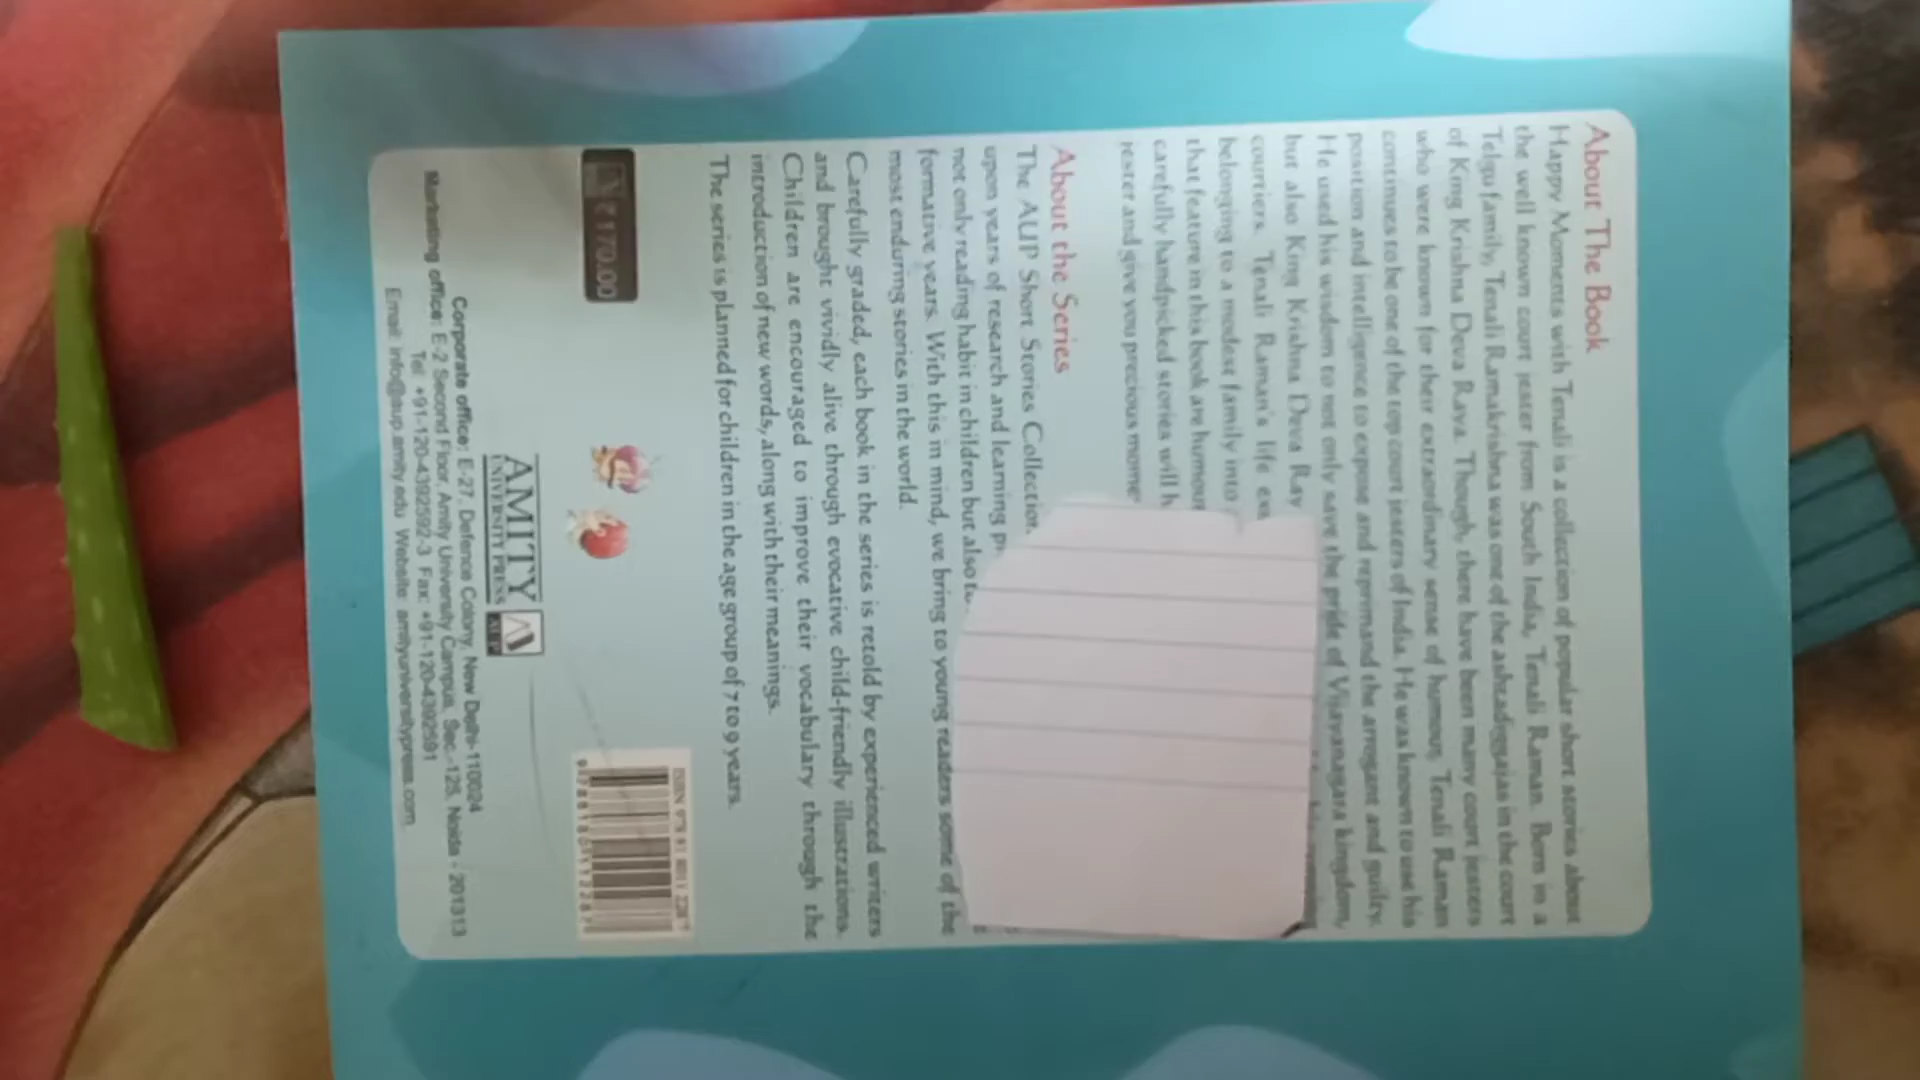 About The Book
Happy Moments with Tenali is a collection of popular short stories about
the well known court jester from South India, Tenali Raman. Born in a
Telgu family, Tenali Ramakrishna was one of the ashtadiggajas in the court
of King Krishna Deva Raya. Though, there have been many court jesters
who were known for their extraordinary sense of humour, Tenali Raman
continues to be one of the top court jesters of India. He was known to use his
position and intelligence to expose and reprimand the arrogant and guilty.
He used his wisdom to not only save the pride of Vijayanagara kingdom,
but also King Krishna Deva Ray
courtiers. Tenali Raman's life
belonging to a modest family into
that feature in this book are humour
carefully handpicked stories will
jester and give you precious mome
About the Series
The AUP Short Stories Collection
upon years of research and learning
not only reading habit in children but also
formative years. With this in mind, we bring to young readers some of the
most enduring stories in the world.
Carefully graded, each book in the series is retold by experienced writers
and brought vividly alive through evocative child-friendly illustrations.
Children are encouraged to improve their vocabulary through the
introduction of new words, along with their meanings.
The series is planned for children in the age group of 7 to 9 years.
₹170.00
AMITY
UNIVERSITY PRESS
AUP
Corporate office: E-27, Defence Colony, New Delhi-110024
Marketing office: E-2 Second Floor, Amity University Campus, Sec.-125, Noida - 201313
Tel: +91-120-4392592-3 Fax: +91-120-4392591
Email: info@aup.amity.edu Website: amityuniversitypress.com